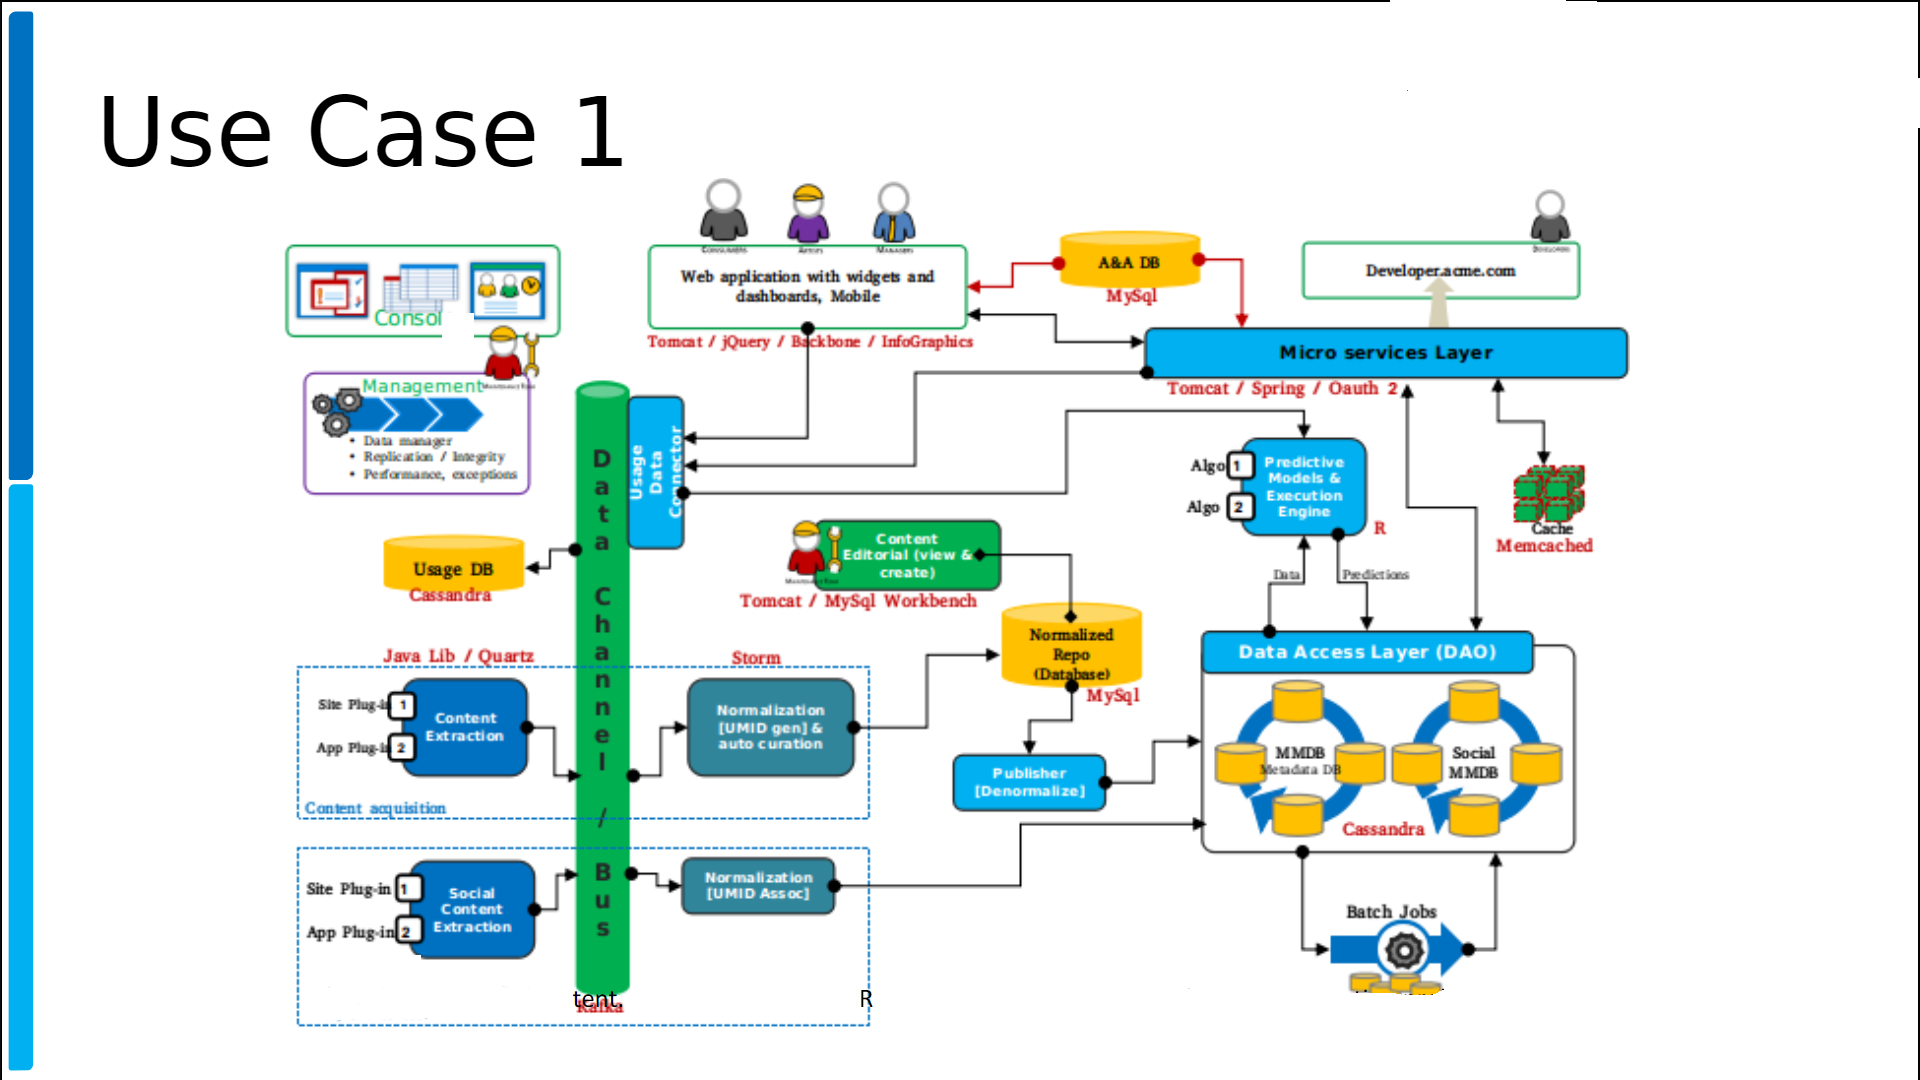 Use Case 1
CONSUMERS
ARTISTS
MANAGERS
DEVELOPERS
Web application with widgets and
dashboards, Mobile
Tomcat / jQuery / Backbone / InfoGraphics
A&A DB
MySql
Developer.acme.com
Micro services Layer
Tomcat / Spring / Oauth 2
Consol
Management
• Data manager
• Replication / Integrity
• Performance, exceptions
Data Channel / Bus
Kafka
Usage
Data
Connector
Usage DB
Cassandra
Algo 1
Algo 2
Predictive
Models &
Execution
Engine
R
Cache
Memcached
Content
Editorial (view &
create)
Tomcat / MySql Workbench
Data
Predictions
Normalized
Repo
(Database)
MySql
Data Access Layer (DAO)
MMDB
Metadata DB
Social
MMDB
Cassandra
Java Lib / Quartz
Storm
Site Plug-in 1
App Plug-in 2
Content
Extraction
Normalization
[UMID gen] &
auto curation
Content acquisition
Publisher
[Denormalize]
Site Plug-in 1
App Plug-in 2
Social
Content
Extraction
Normalization
[UMID Assoc]
Batch Jobs
tent.
R